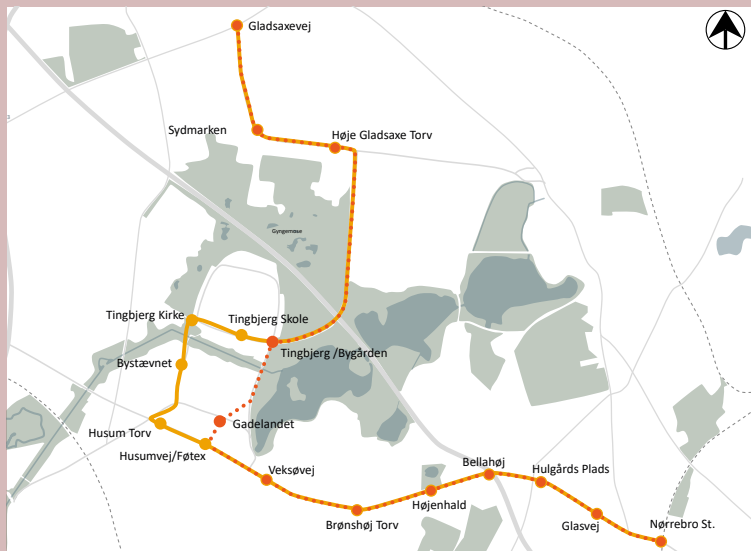 Gladsaxevej
Sydmarken
Høje Gladsaxe Torv
Gyngemose
Tingbjerg Kirke
Tingbjerg Skole
Tingbjerg /Bygården
Bystævnet
Gadelandet
Husum Torv
Husumvej/Føtex
Veksøvej
Bellahøj
Hulgårds Plads
Højenhald
Brønshøj Torv
Glasvej
Nørrebro St.